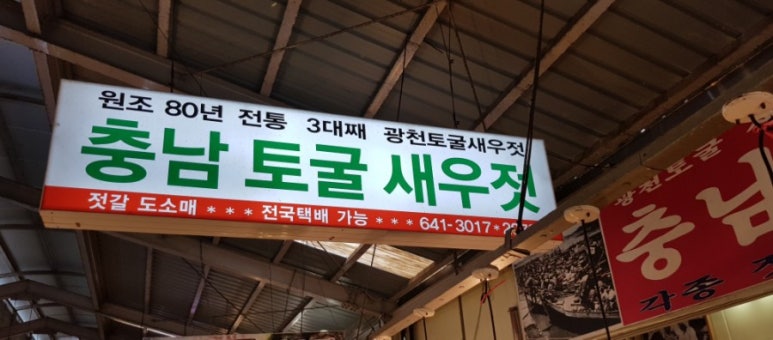 원조 80년 전통 3대째 광천토굴새우젓
충남 토굴 새우젓
젓갈 도소매 * * * 전국택배 가능 * * * 641-3017*
광천토굴
충남
각종